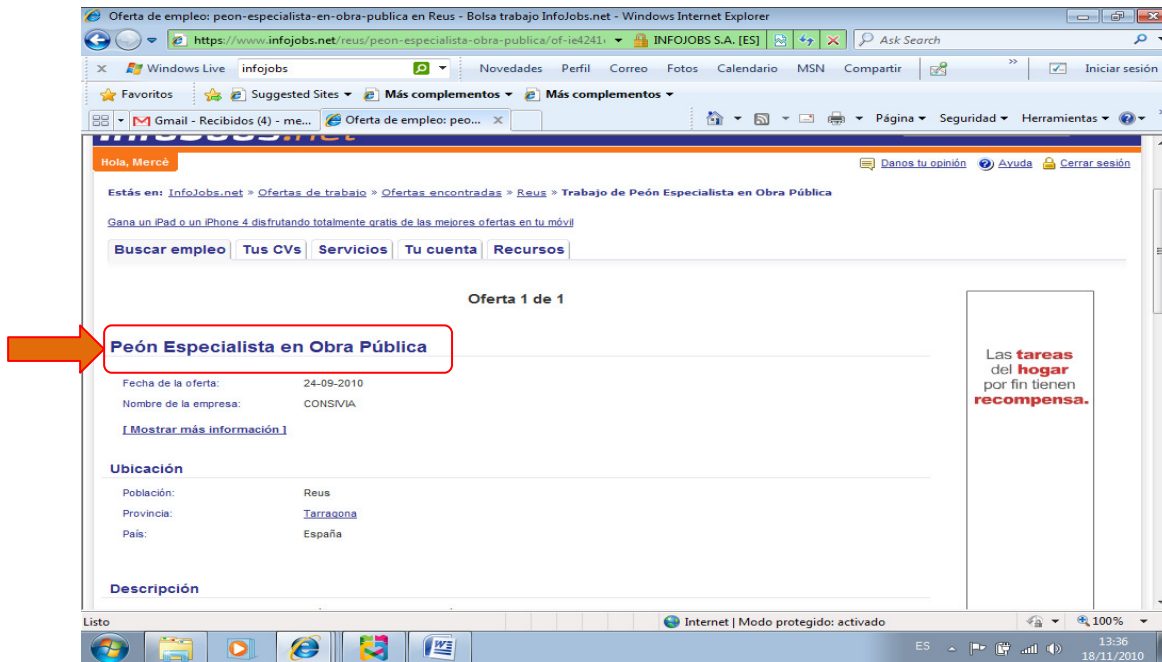 Oferta de empleo: peon-especialista-en-obra-publica en Reus - Bolsa trabajo InfoJobs.net - Windows Internet Explorer
https://www.infojobs.net/reus/peon-especialista-obra-publica/of-ie4241 INFOJOBS S.A. [ES] Ask Search
Windows Live infojobs Novedades Perfil Correo Fotos Calendario MSN Compartir » Iniciar sesión
Favoritos Suggested Sites Más complementos Más complementos
Gmail - Recibidos (4) - me... Oferta de empleo: peo... x Página Seguridad Herramientas
Hola, Mercè Danos tu opinión Ayuda Cerrar sesión
Estás en: InfoJobs.net » Ofertas de trabajo » Ofertas encontradas » Reus » Trabajo de Peón Especialista en Obra Pública
Gana un iPad o un iPhone 4 disfrutando totalmente gratis de las mejores ofertas en tu móvil
Buscar empleo Tus CVs Servicios Tu cuenta Recursos
Oferta 1 de 1
Peón Especialista en Obra Pública
Fecha de la oferta: 24-09-2010
Nombre de la empresa: CONSIVIA
[ Mostrar más información ]
Las tareas
del hogar
por fin tienen
recompensa.
Ubicación
Población: Reus
Provincia: Tarragona
País: España
Descripción
Listo Internet | Modo protegido: activado 100%
ES 13:36
18/11/2010